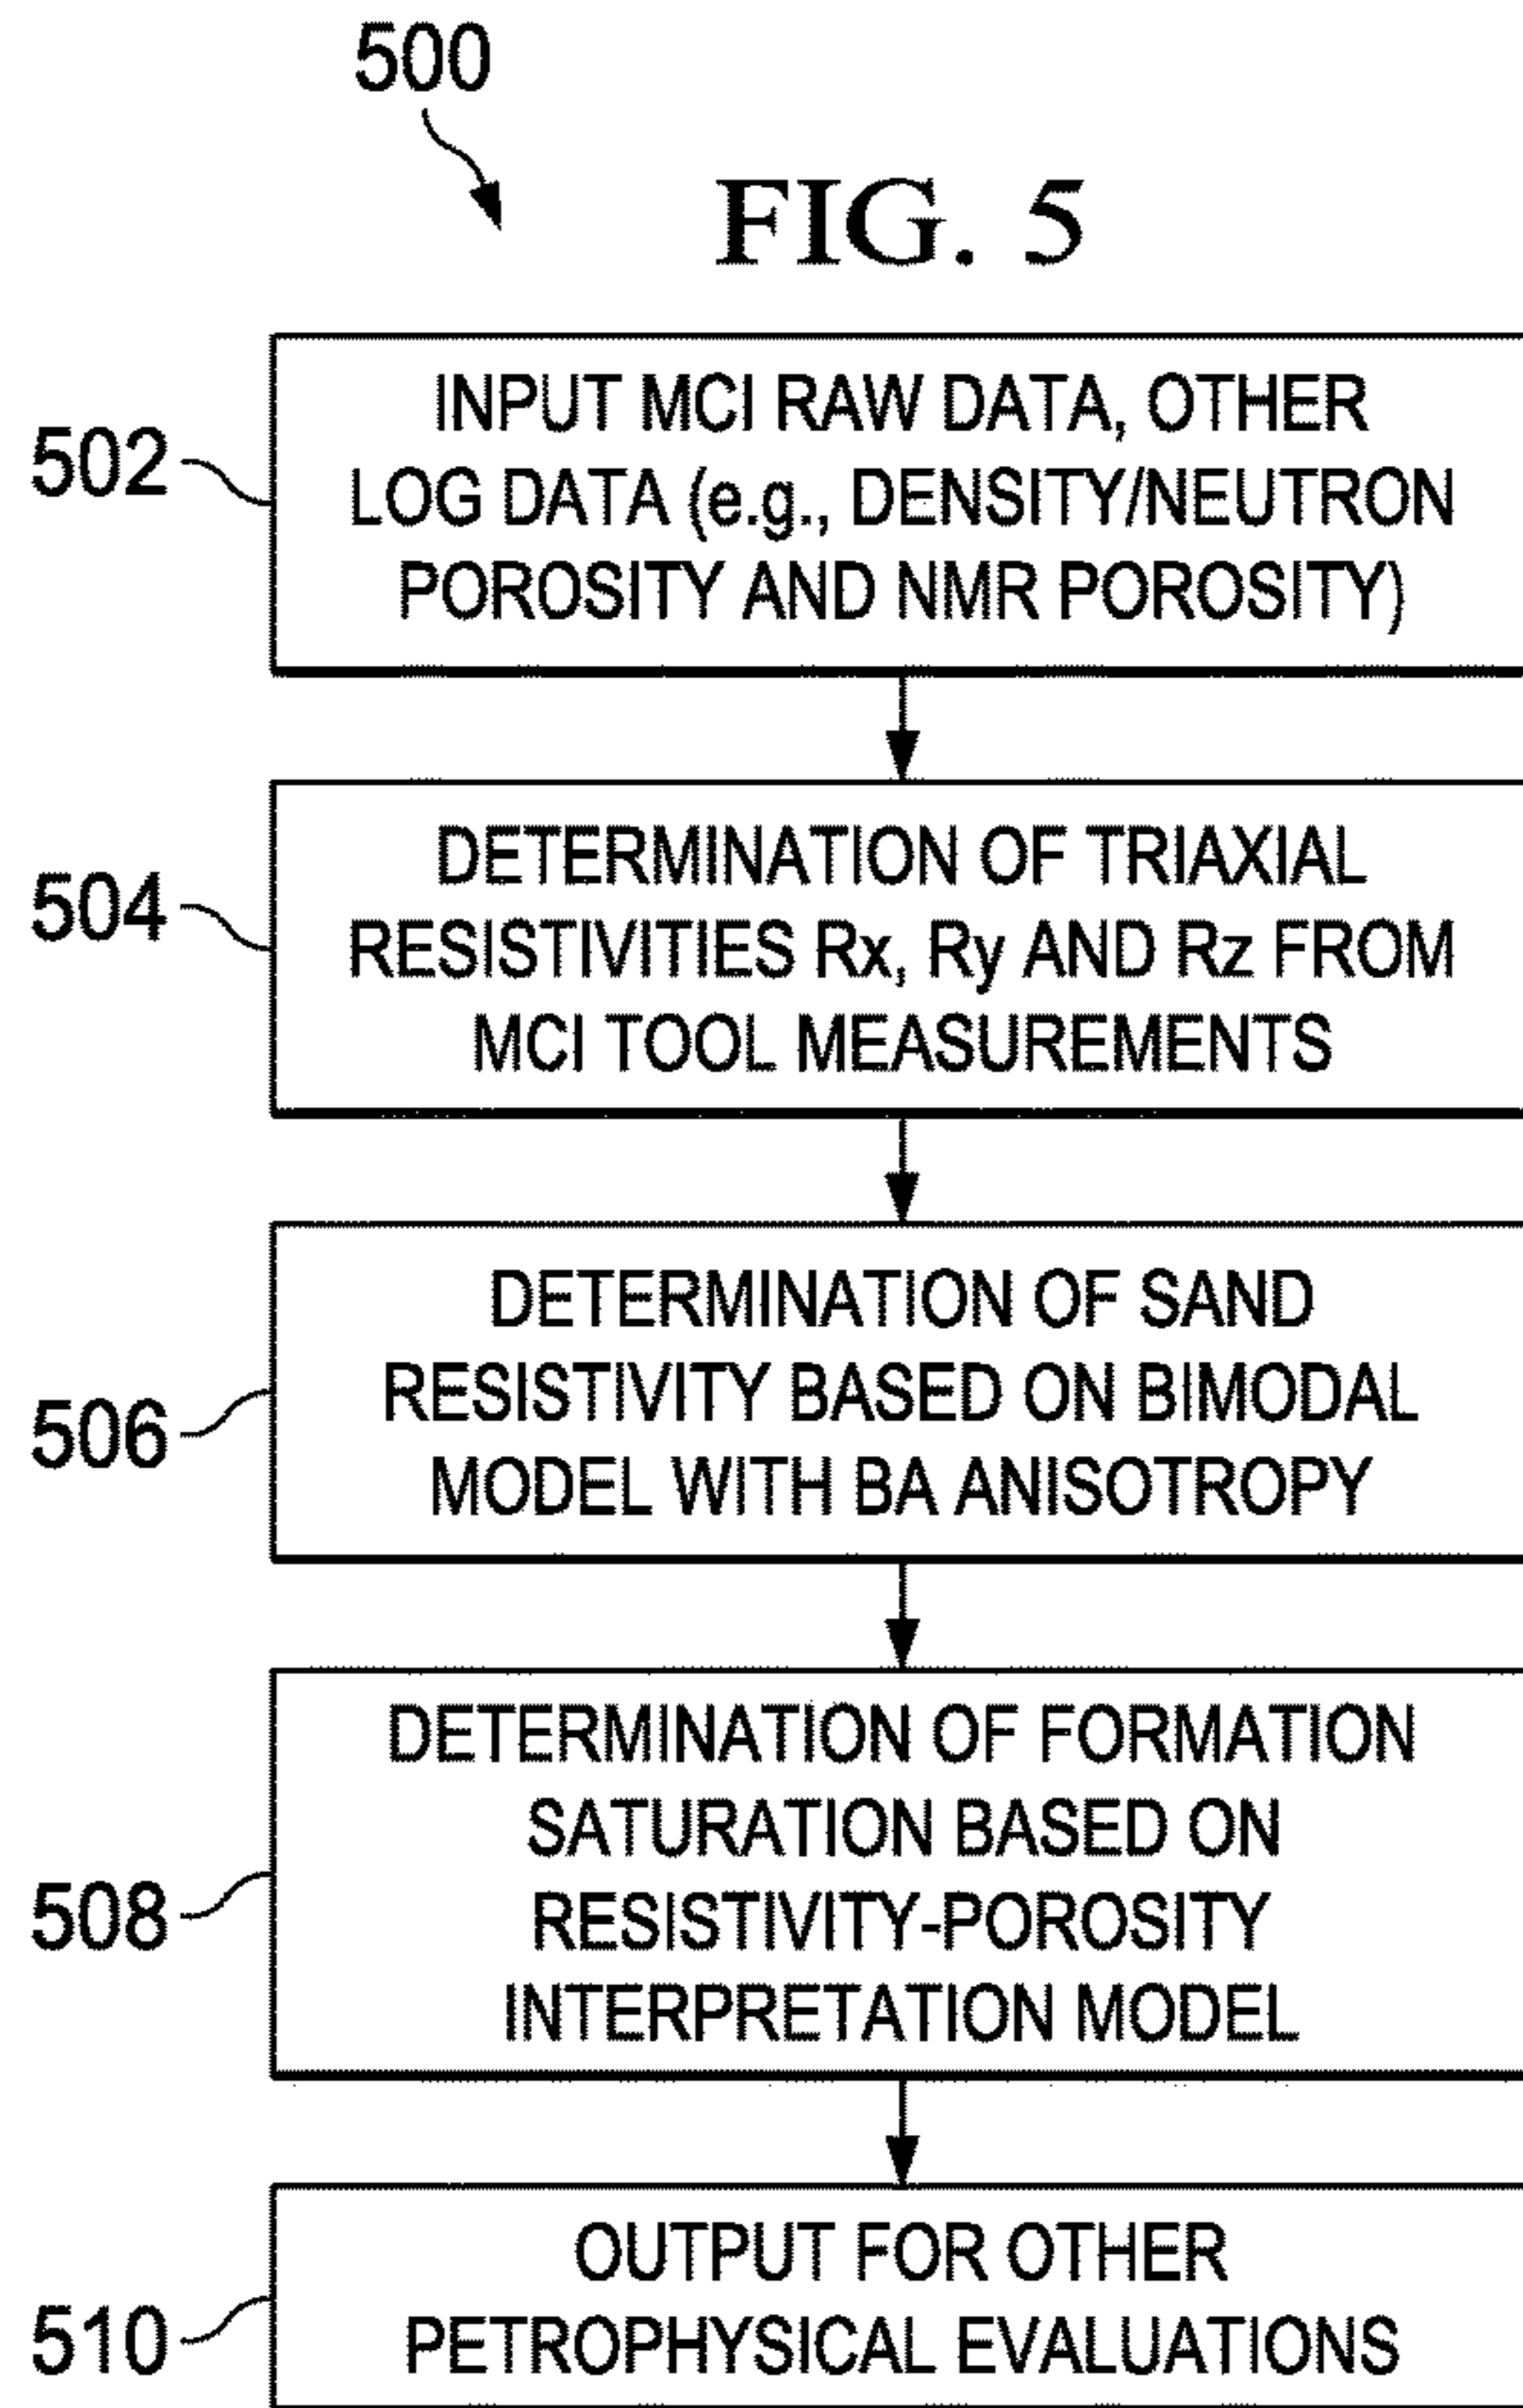 500
FIG. 5
502
INPUT MCI RAW DATA, OTHER
LOG DATA (e.g., DENSITY/NEUTRON
POROSITY AND NMR POROSITY)
504
DETERMINATION OF TRIAXIAL
RESISTIVITIES Rx, Ry AND Rz FROM
MCI TOOL MEASUREMENTS
506
DETERMINATION OF SAND
RESISTIVITY BASED ON BIMODAL
MODEL WITH BA ANISOTROPY
508
DETERMINATION OF FORMATION
SATURATION BASED ON
RESISTIVITY-POROSITY
INTERPRETATION MODEL
510
OUTPUT FOR OTHER
PETROPHYSICAL EVALUATIONS